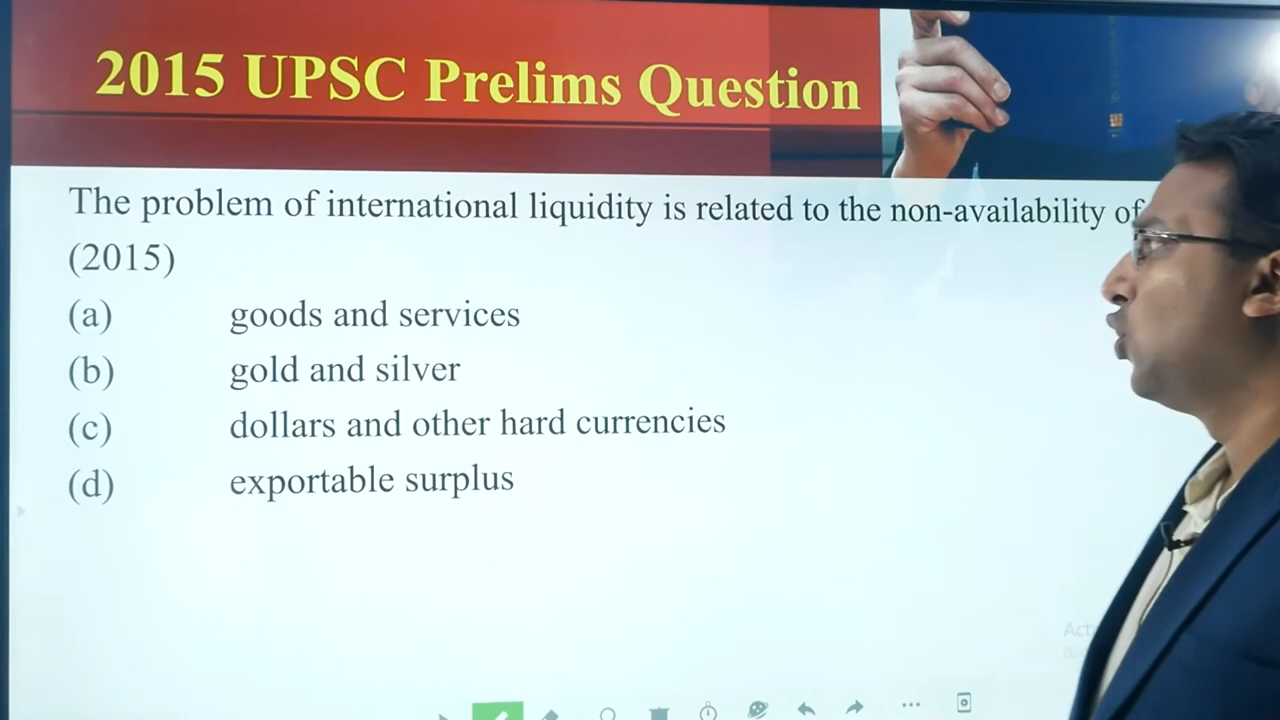 2015 UPSC Prelims Question
The problem of international liquidity is related to the non-availability of
(2015)
(a) goods and services
(b) gold and silver
(c) dollars and other hard currencies
(d) exportable surplus